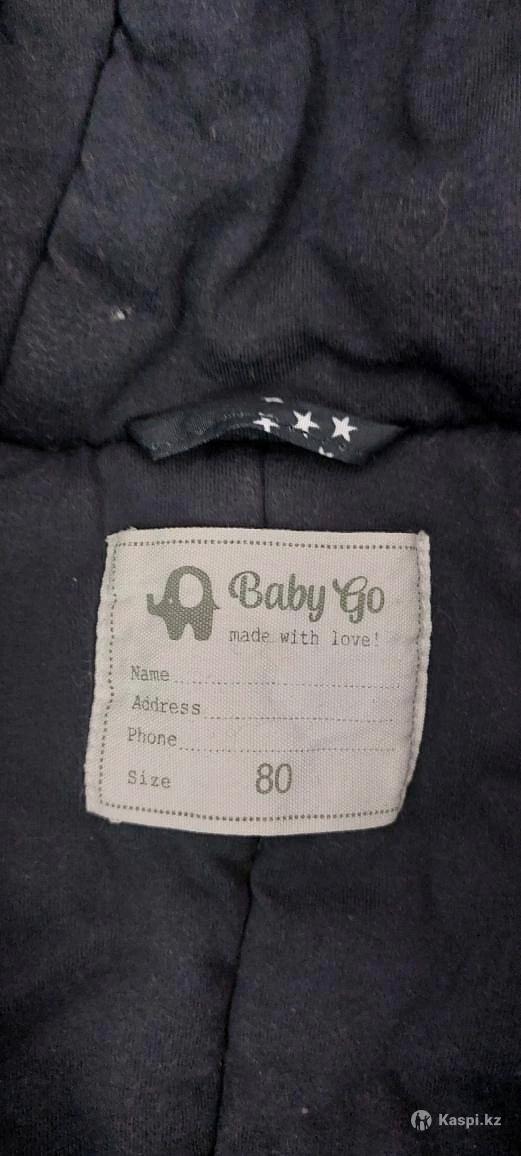 Baby Go
made with love!
Name
Address
Phone
Size 80
Kaspi.kz